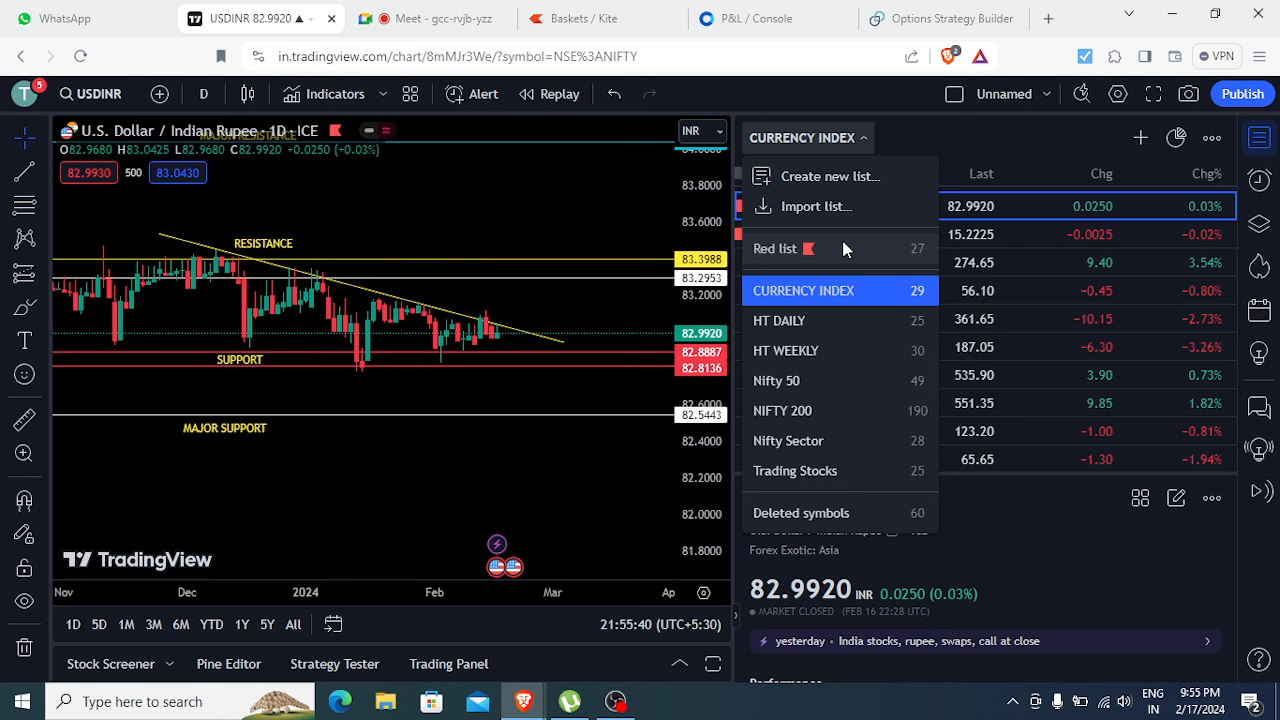 WhatsApp
USDINR 82.9920
Meet - gcc-rvjb-yzz
Baskets / Kite
P&L / Console
Options Strategy Builder
in.tradingview.com/chart/8mMJr3We/?symbol=NSE%3ANIFTY
2
VPN
T
5
USDINR
D
Indicators
Alert
Replay
Unnamed
Publish
U.S. Dollar / Indian Rupee · 1D · ICE
MAJOR RESISTANCE
INR
O82.9680 H83.0425 L82.9680 C82.9920 +0.0250 (+0.03%)
82.9930
500
83.0430
83.8000
83.6000
RESISTANCE
83.3988
83.2953
83.2000
82.9920
82.8887
SUPPORT
82.8136
82.6000
82.5443
MAJOR SUPPORT
82.4000
82.2000
82.0000
81.8000
TradingView
Nov
Dec
2024
Feb
Mar
Ap
1D
5D
1M
3M
6M
YTD
1Y
5Y
All
21:55:40 (UTC+5:30)
Stock Screener
Pine Editor
Strategy Tester
Trading Panel
CURRENCY INDEX
Create new list...
Import list...
Red list
27
CURRENCY INDEX
29
HT DAILY
25
HT WEEKLY
30
Nifty 50
49
NIFTY 200
190
Nifty Sector
28
Trading Stocks
25
Deleted symbols
60
Last
Chg
Chg%
82.9920
0.0250
0.03%
15.2225
−0.0025
−0.02%
274.65
9.40
3.54%
56.10
−0.45
−0.80%
361.65
−10.15
−2.73%
187.05
−6.30
−3.26%
535.90
3.90
0.73%
551.35
9.85
1.82%
123.20
−1.00
−0.81%
65.65
−1.30
−1.94%
Forex Exotic: Asia
82.9920 INR 0.0250 (0.03%)
MARKET CLOSED (FEB 16 22:28 UTC)
yesterday • India stocks, rupee, swaps, call at close
Type here to search
ENG
IN
9:55 PM
2/17/2024
2